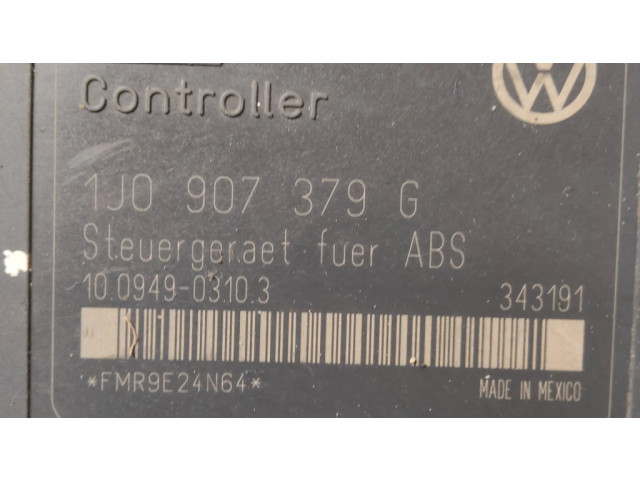 Controller
1J0 907 379 G
Steuergeraet fuer ABS
10.0949-0310.3 343191
*FMR9E24N64*
MADE IN MEXICO